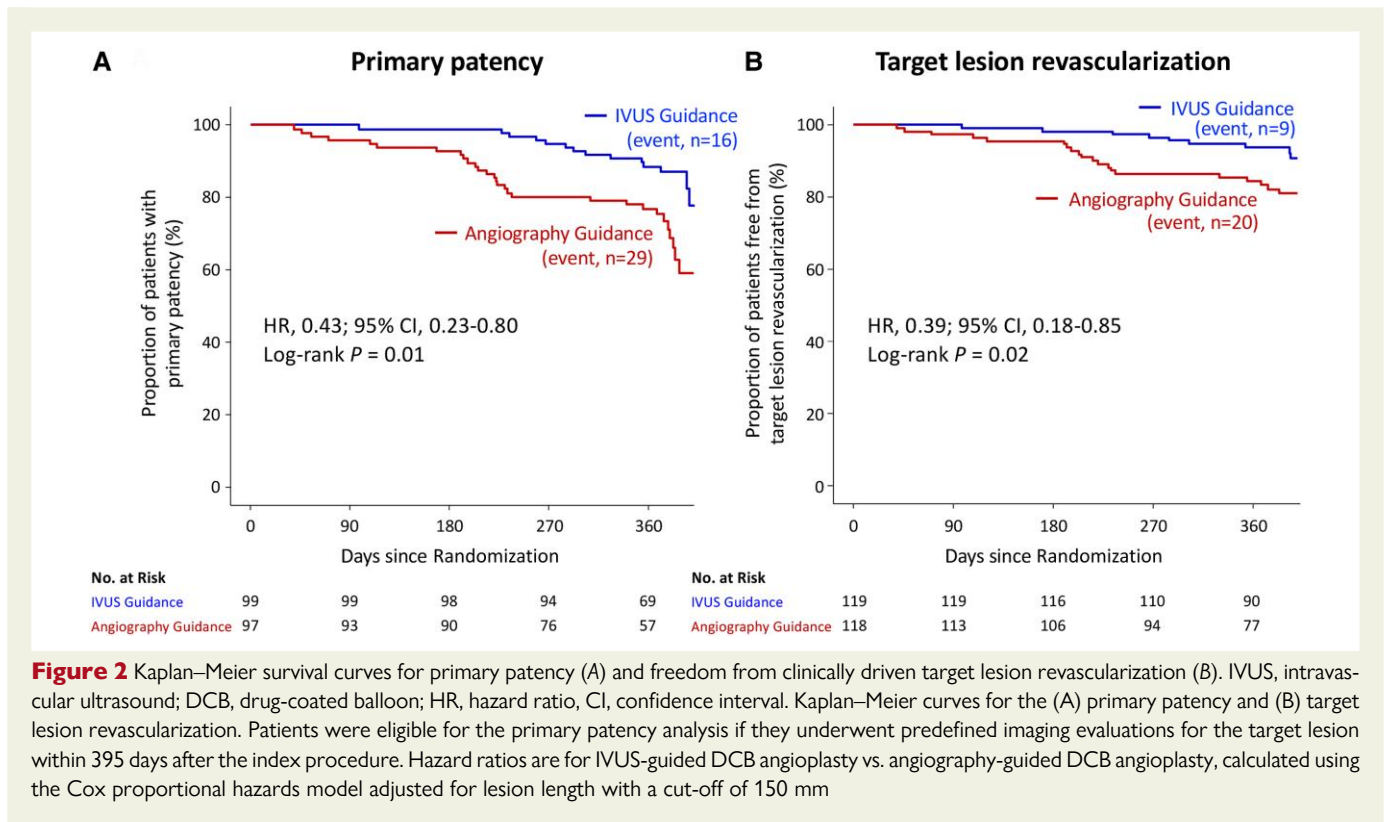 A
Primary patency
IVUS Guidance
(event, n=16)
Angiography Guidance
(event, n=29)
HR, 0.43; 95% CI, 0.23-0.80
Log-rank P = 0.01
Proportion of patients with
primary patency (%)
100
80
60
40
20
0
0 90 180 270 360
Days since Randomization
No. at Risk
IVUS Guidance 99 99 98 94 69
Angiography Guidance 97 93 90 76 57
B
Target lesion revascularization
IVUS Guidance
(event, n=9)
Angiography Guidance
(event, n=20)
HR, 0.39; 95% CI, 0.18-0.85
Log-rank P = 0.02
Proportion of patients free from
target lesion revascularization (%)
100
80
60
40
20
0
0 90 180 270 360
Days since Randomization
No. at Risk
IVUS Guidance 119 119 116 110 90
Angiography Guidance 118 113 106 94 77
Figure 2 Kaplan–Meier survival curves for primary patency (A) and freedom from clinically driven target lesion revascularization (B). IVUS, intravas-
cular ultrasound; DCB, drug-coated balloon; HR, hazard ratio, CI, confidence interval. Kaplan–Meier curves for the (A) primary patency and (B) target
lesion revascularization. Patients were eligible for the primary patency analysis if they underwent predefined imaging evaluations for the target lesion
within 395 days after the index procedure. Hazard ratios are for IVUS-guided DCB angioplasty vs. angiography-guided DCB angioplasty, calculated using
the Cox proportional hazards model adjusted for lesion length with a cut-off of 150 mm